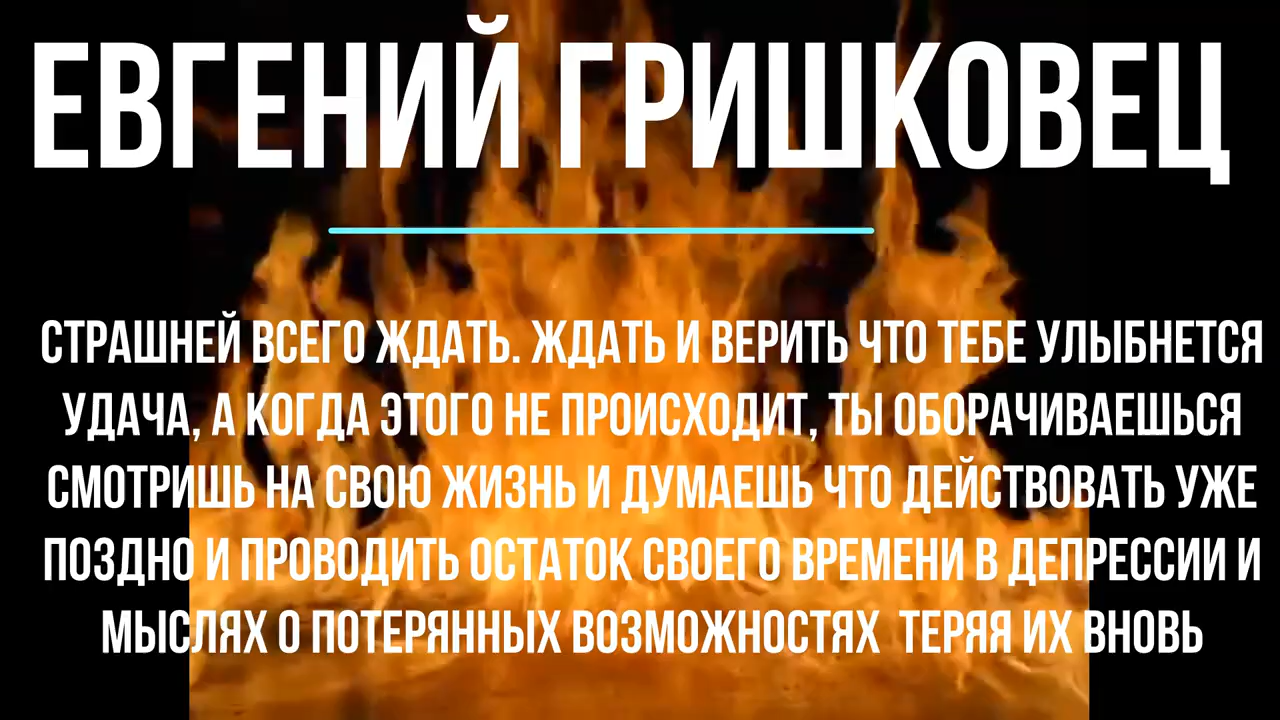 ЕВГЕНИЙ ГРИШКОВЕЦ
СТРАШНЕЙ ВСЕГО ЖДАТЬ. ЖДАТЬ И ВЕРИТЬ ЧТО ТЕБЕ УЛЫБНЕТСЯ
УДАЧА, А КОГДА ЭТОГО НЕ ПРОИСХОДИТ, ТЫ ОБОРАЧИВАЕШЬСЯ
СМОТРИШЬ НА СВОЮ ЖИЗНЬ И ДУМАЕШЬ ЧТО ДЕЙСТВОВАТЬ УЖЕ
ПОЗДНО И ПРОВОДИТЬ ОСТАТОК СВОЕГО ВРЕМЕНИ В ДЕПРЕССИИ И
МЫСЛЯХ О ПОТЕРЯННЫХ ВОЗМОЖНОСТЯХ ТЕРЯЯ ИХ ВНОВЬ